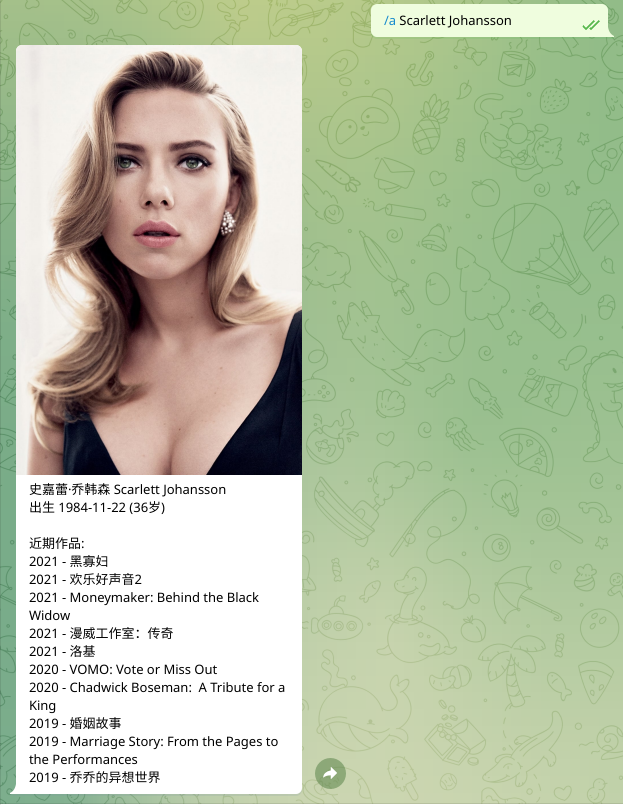 /a Scarlett Johansson
史嘉蕾·乔韩森 Scarlett Johansson
出生 1984-11-22 (36岁)
近期作品:
2021 - 黑寡妇
2021 - 欢乐好声音2
2021 - Moneymaker: Behind the Black
Widow
2021 - 漫威工作室：传奇
2021 - 洛基
2020 - VOMO: Vote or Miss Out
2020 - Chadwick Boseman:  A Tribute for a
King
2019 - 婚姻故事
2019 - Marriage Story: From the Pages to
the Performances
2019 - 乔乔的异想世界